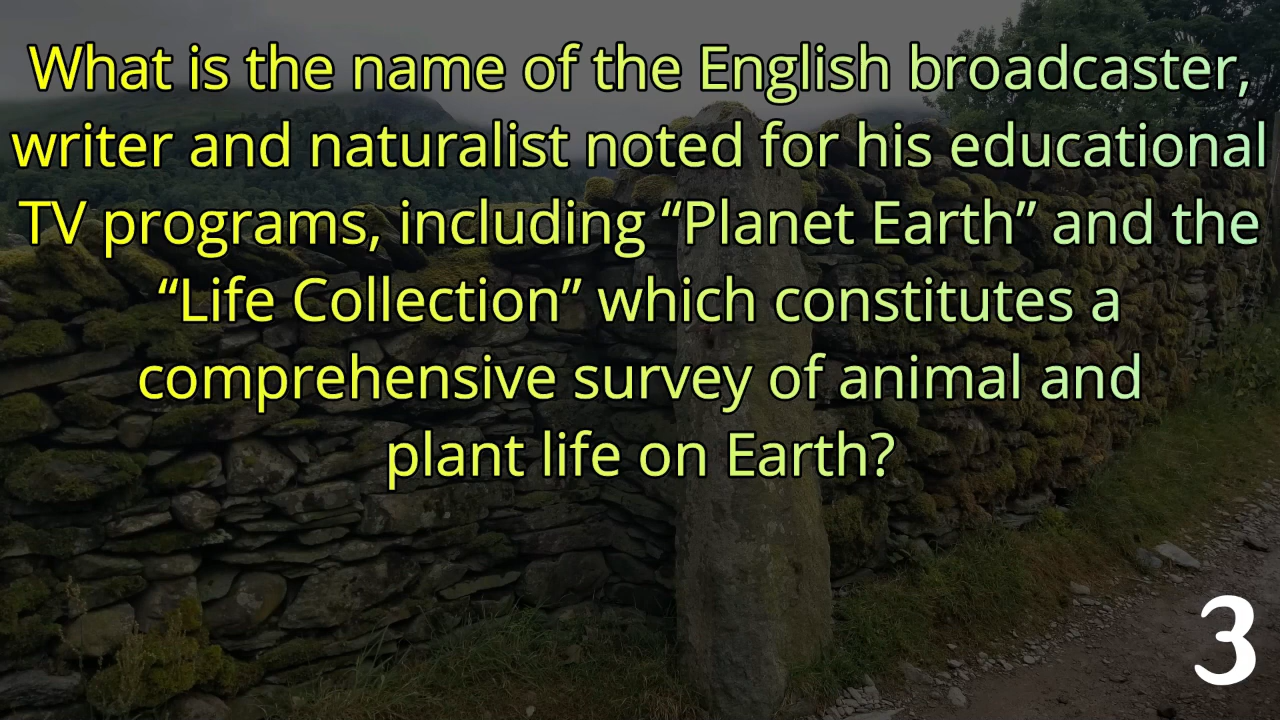 What is the name of the English broadcaster,
writer and naturalist noted for his educational
TV programs, including “Planet Earth” and the
“Life Collection” which constitutes a
comprehensive survey of animal and
plant life on Earth?
3